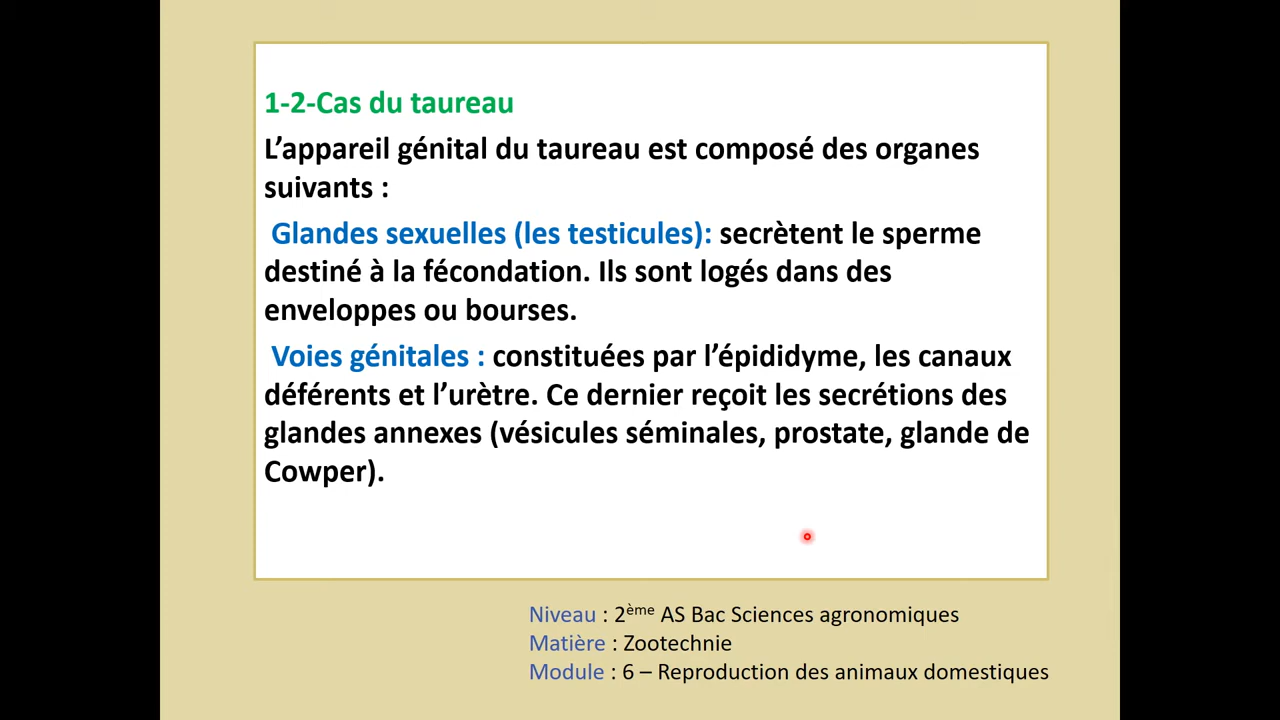 1-2-Cas du taureau
L’appareil génital du taureau est composé des organes
suivants :
Glandes sexuelles (les testicules): secrètent le sperme
destiné à la fécondation. Ils sont logés dans des
enveloppes ou bourses.
Voies génitales : constituées par l’épididyme, les canaux
déférents et l’urètre. Ce dernier reçoit les secrétions des
glandes annexes (vésicules séminales, prostate, glande de
Cowper).
Niveau : 2ème AS Bac Sciences agronomiques
Matière : Zootechnie
Module : 6 – Reproduction des animaux domestiques